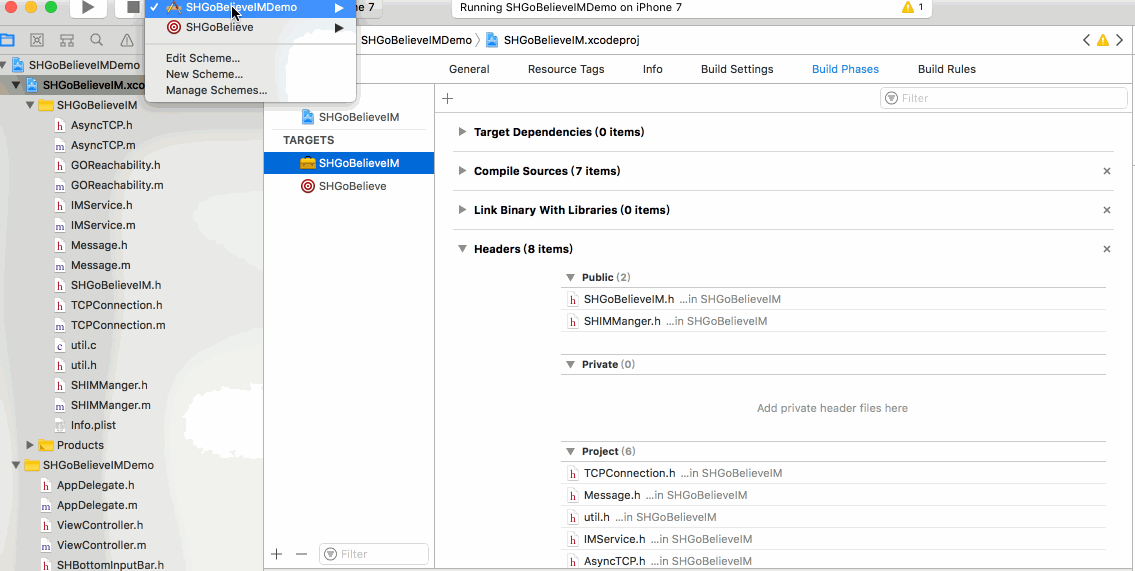 SHGoBelieveIMDemo
ne 7
Running SHGoBelieveIMDemo on iPhone 7
1
SHGoBelieve
Edit Scheme...
New Scheme...
Manage Schemes...
SHGoBelieveIMDemo
SHGoBelieveIM.xcodeproj
SHGoBelieveIMDemo
SHGoBelieveIM.xco
SHGoBelieveIM
AsyncTCP.h
AsyncTCP.m
GOReachability.h
GOReachability.m
IMService.h
IMService.m
Message.h
Message.m
SHGoBelieveIM.h
TCPConnection.h
TCPConnection.m
util.c
util.h
SHIMManger.h
SHIMManger.m
Info.plist
Products
SHGoBelieveIMDemo
AppDelegate.h
AppDelegate.m
ViewController.h
ViewController.m
SHBottomInputBar.h
SHGoBelieveIM
TARGETS
SHGoBelieveIM
SHGoBelieve
Filter
General
Resource Tags
Info
Build Settings
Build Phases
Build Rules
Filter
Target Dependencies (0 items)
Compile Sources (7 items)
Link Binary With Libraries (0 items)
Headers (8 items)
Public (2)
SHGoBelieveIM.h ...in SHGoBelieveIM
SHIMManger.h ...in SHGoBelieveIM
Private (0)
Add private header files here
Project (6)
TCPConnection.h ...in SHGoBelieveIM
Message.h ...in SHGoBelieveIM
util.h ...in SHGoBelieveIM
IMService.h ...in SHGoBelieveIM
AsyncTCP.h ...in SHGoBelieveIM